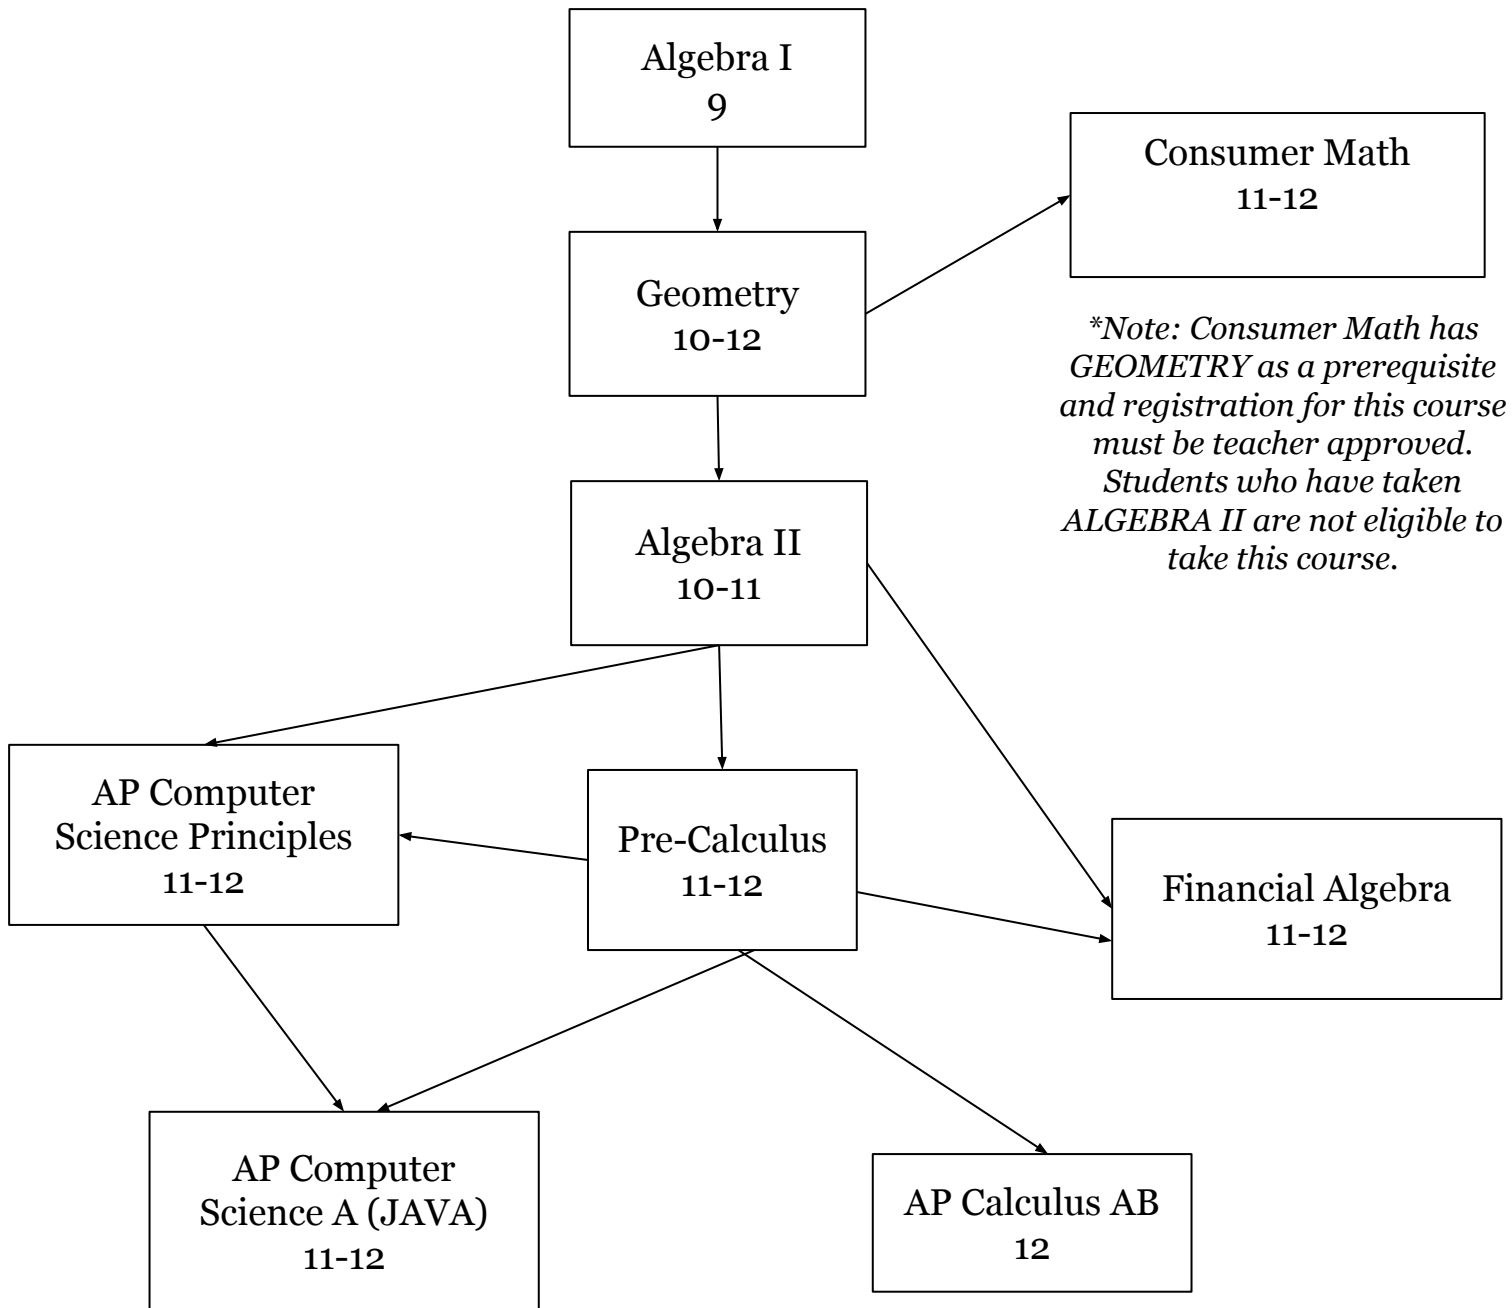 Algebra I
9
Consumer Math
11-12
Geometry
10-12
*Note: Consumer Math has
GEOMETRY as a prerequisite
and registration for this course
must be teacher approved.
Students who have taken
ALGEBRA II are not eligible to
take this course.
Algebra II
10-11
AP Computer
Science Principles
11-12
Pre-Calculus
11-12
Financial Algebra
11-12
AP Computer
Science A (JAVA)
11-12
AP Calculus AB
12